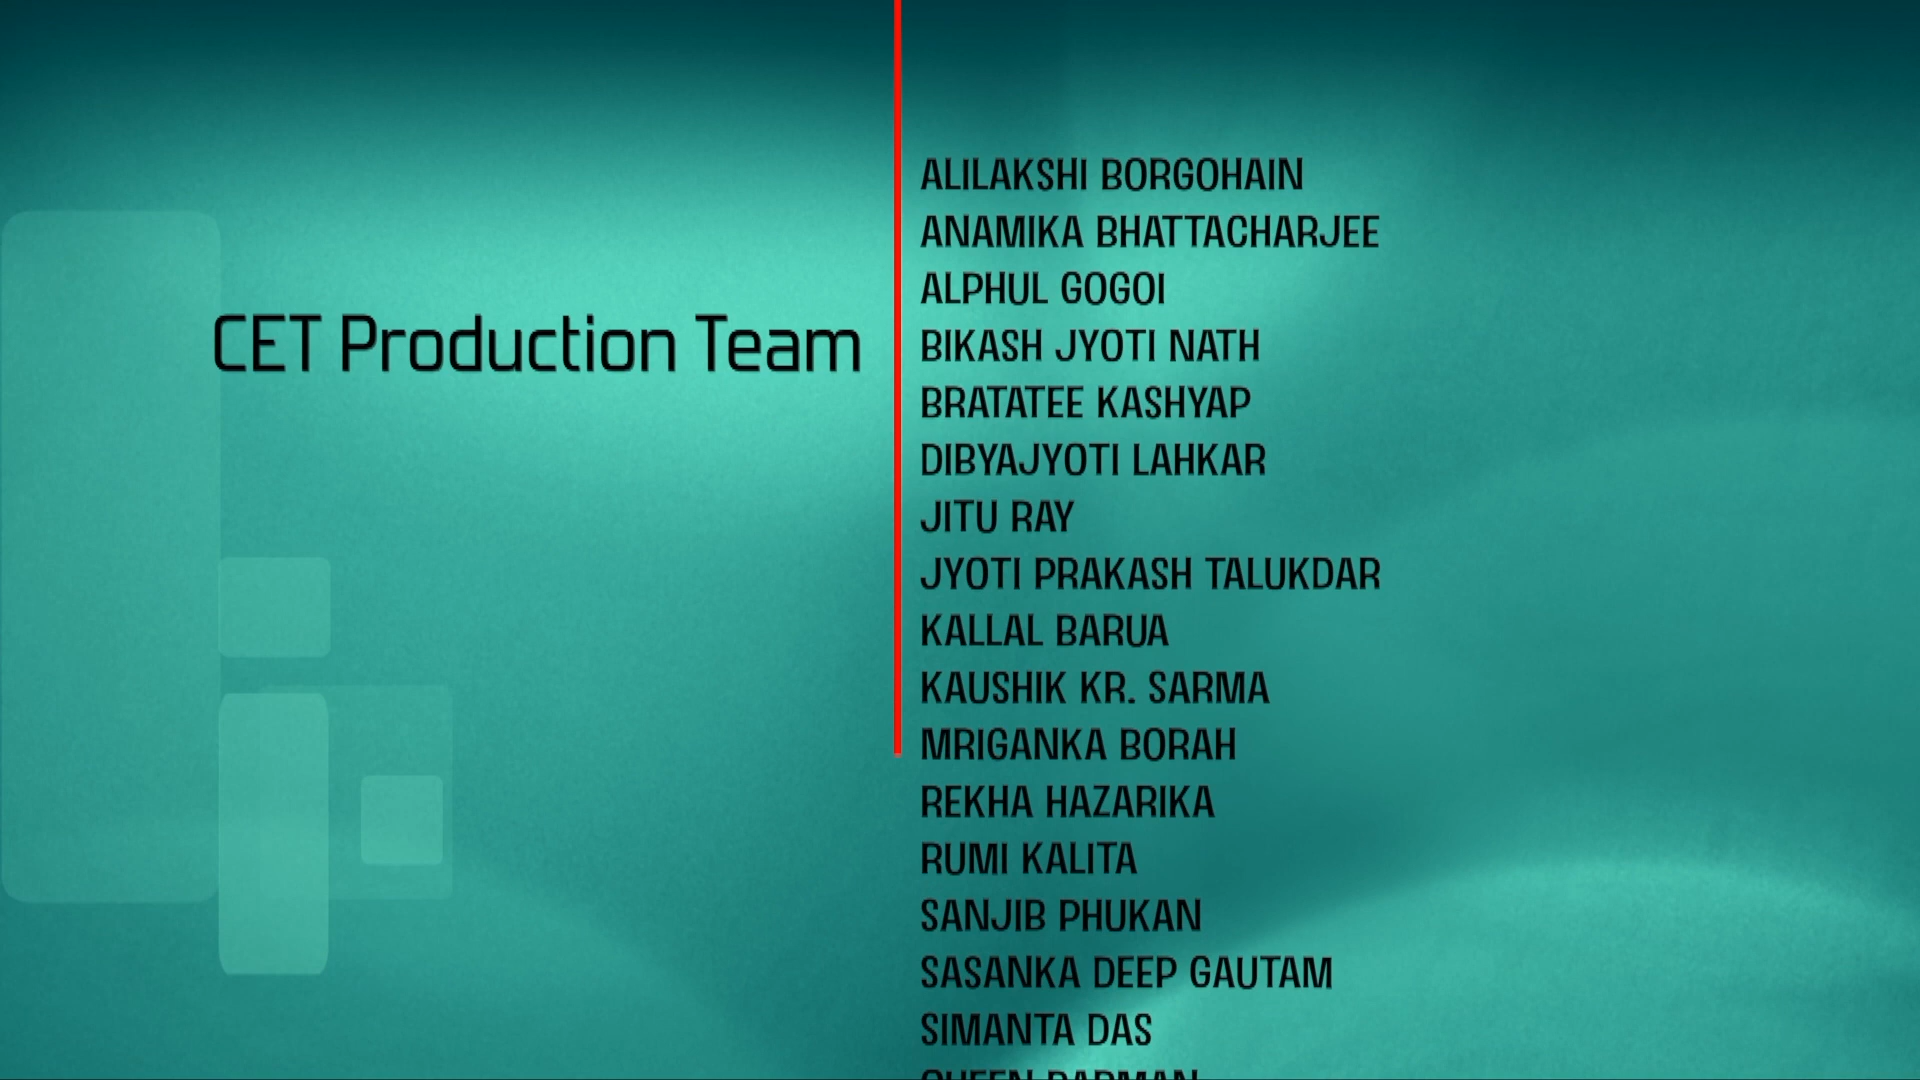 CET Production Team
ALILAKSHI BORGOHAIN
ANAMIKA BHATTACHARJEE
ALPHUL GOGOI
BIKASH JYOTI NATH
BRATATEE KASHYAP
DIBYAJYOTI LAHKAR
JITU RAY
JYOTI PRAKASH TALUKDAR
KALLAL BARUA
KAUSHIK KR. SARMA
MRIGANKA BORAH
REKHA HAZARIKA
RUMI KALITA
SANJIB PHUKAN
SASANKA DEEP GAUTAM
SIMANTA DAS